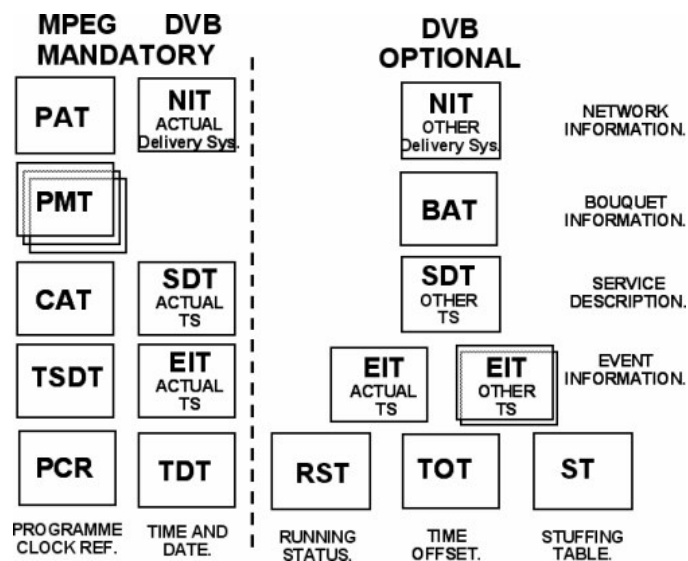 MPEG DVB
MANDATORY
DVB
OPTIONAL
PAT
NIT
ACTUAL
Delivery Sys.
NIT
OTHER
Delivery Sys.
NETWORK
INFORMATION.
PMT
BAT
BOUQUET
INFORMATION.
CAT
SDT
ACTUAL
TS
SDT
OTHER
TS
SERVICE
DESCRIPTION.
TSDT
EIT
ACTUAL
TS
EIT
ACTUAL
TS
EIT
OTHER
TS
EVENT
INFORMATION.
PCR
TDT
RST
TOT
ST
PROGRAMME
CLOCK REF.
TIME AND
DATE.
RUNNING
STATUS.
TIME
OFFSET.
STUFFING
TABLE.